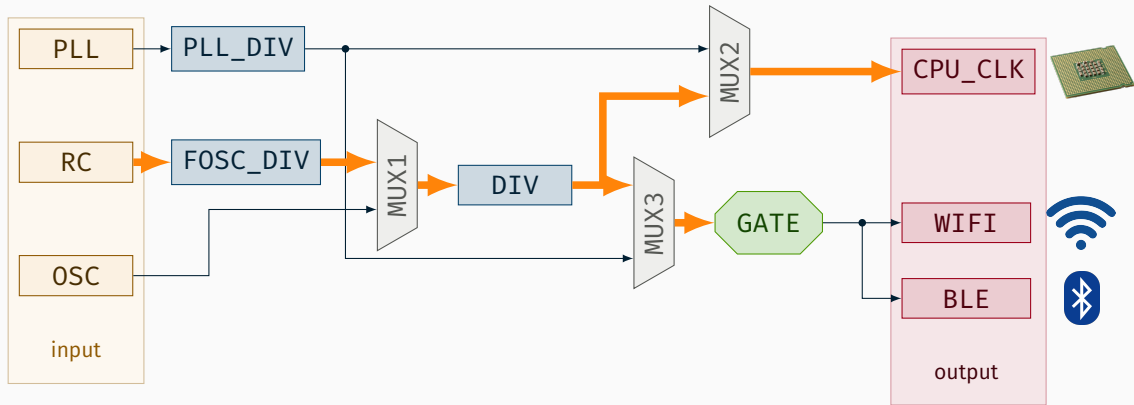 PLL
PLL_DIV
MUX2
CPU_CLK
RC
FOSC_DIV
MUX1
DIV
MUX3
GATE
WIFI
OSC
BLE
input
output